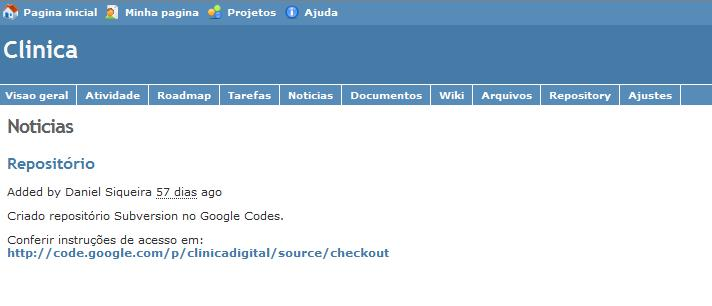 Pagina inicial Minha pagina Projetos Ajuda
Clinica
Visao geral Atividade Roadmap Tarefas Noticias Documentos Wiki Arquivos Repository Ajustes
Noticias
Repositório
Added by Daniel Siqueira 57 dias ago
Criado repositório Subversion no Google Codes.
Conferir instruções de acesso em:
http://code.google.com/p/clinicadigital/source/checkout